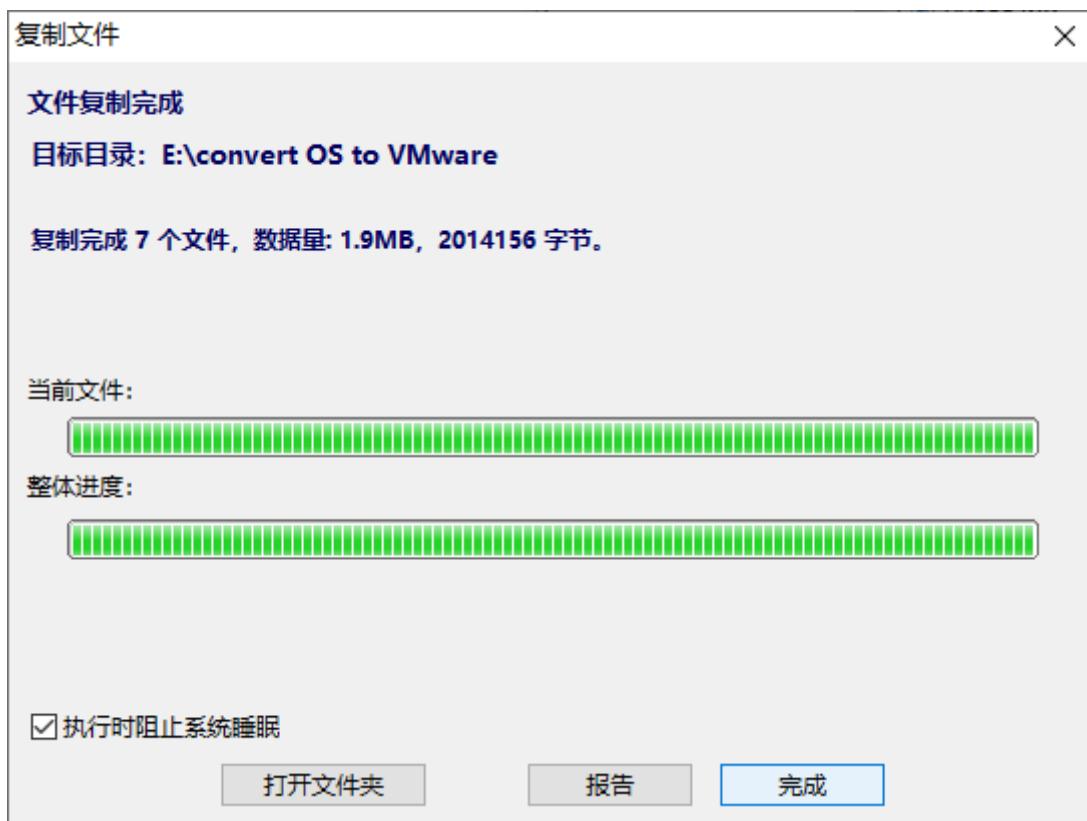 复制文件
文件复制完成
目标目录：E:\convert OS to VMware
复制完成 7 个文件，数据量: 1.9MB，2014156 字节。
当前文件：
整体进度：
执行时阻止系统睡眠
打开文件夹 报告 完成